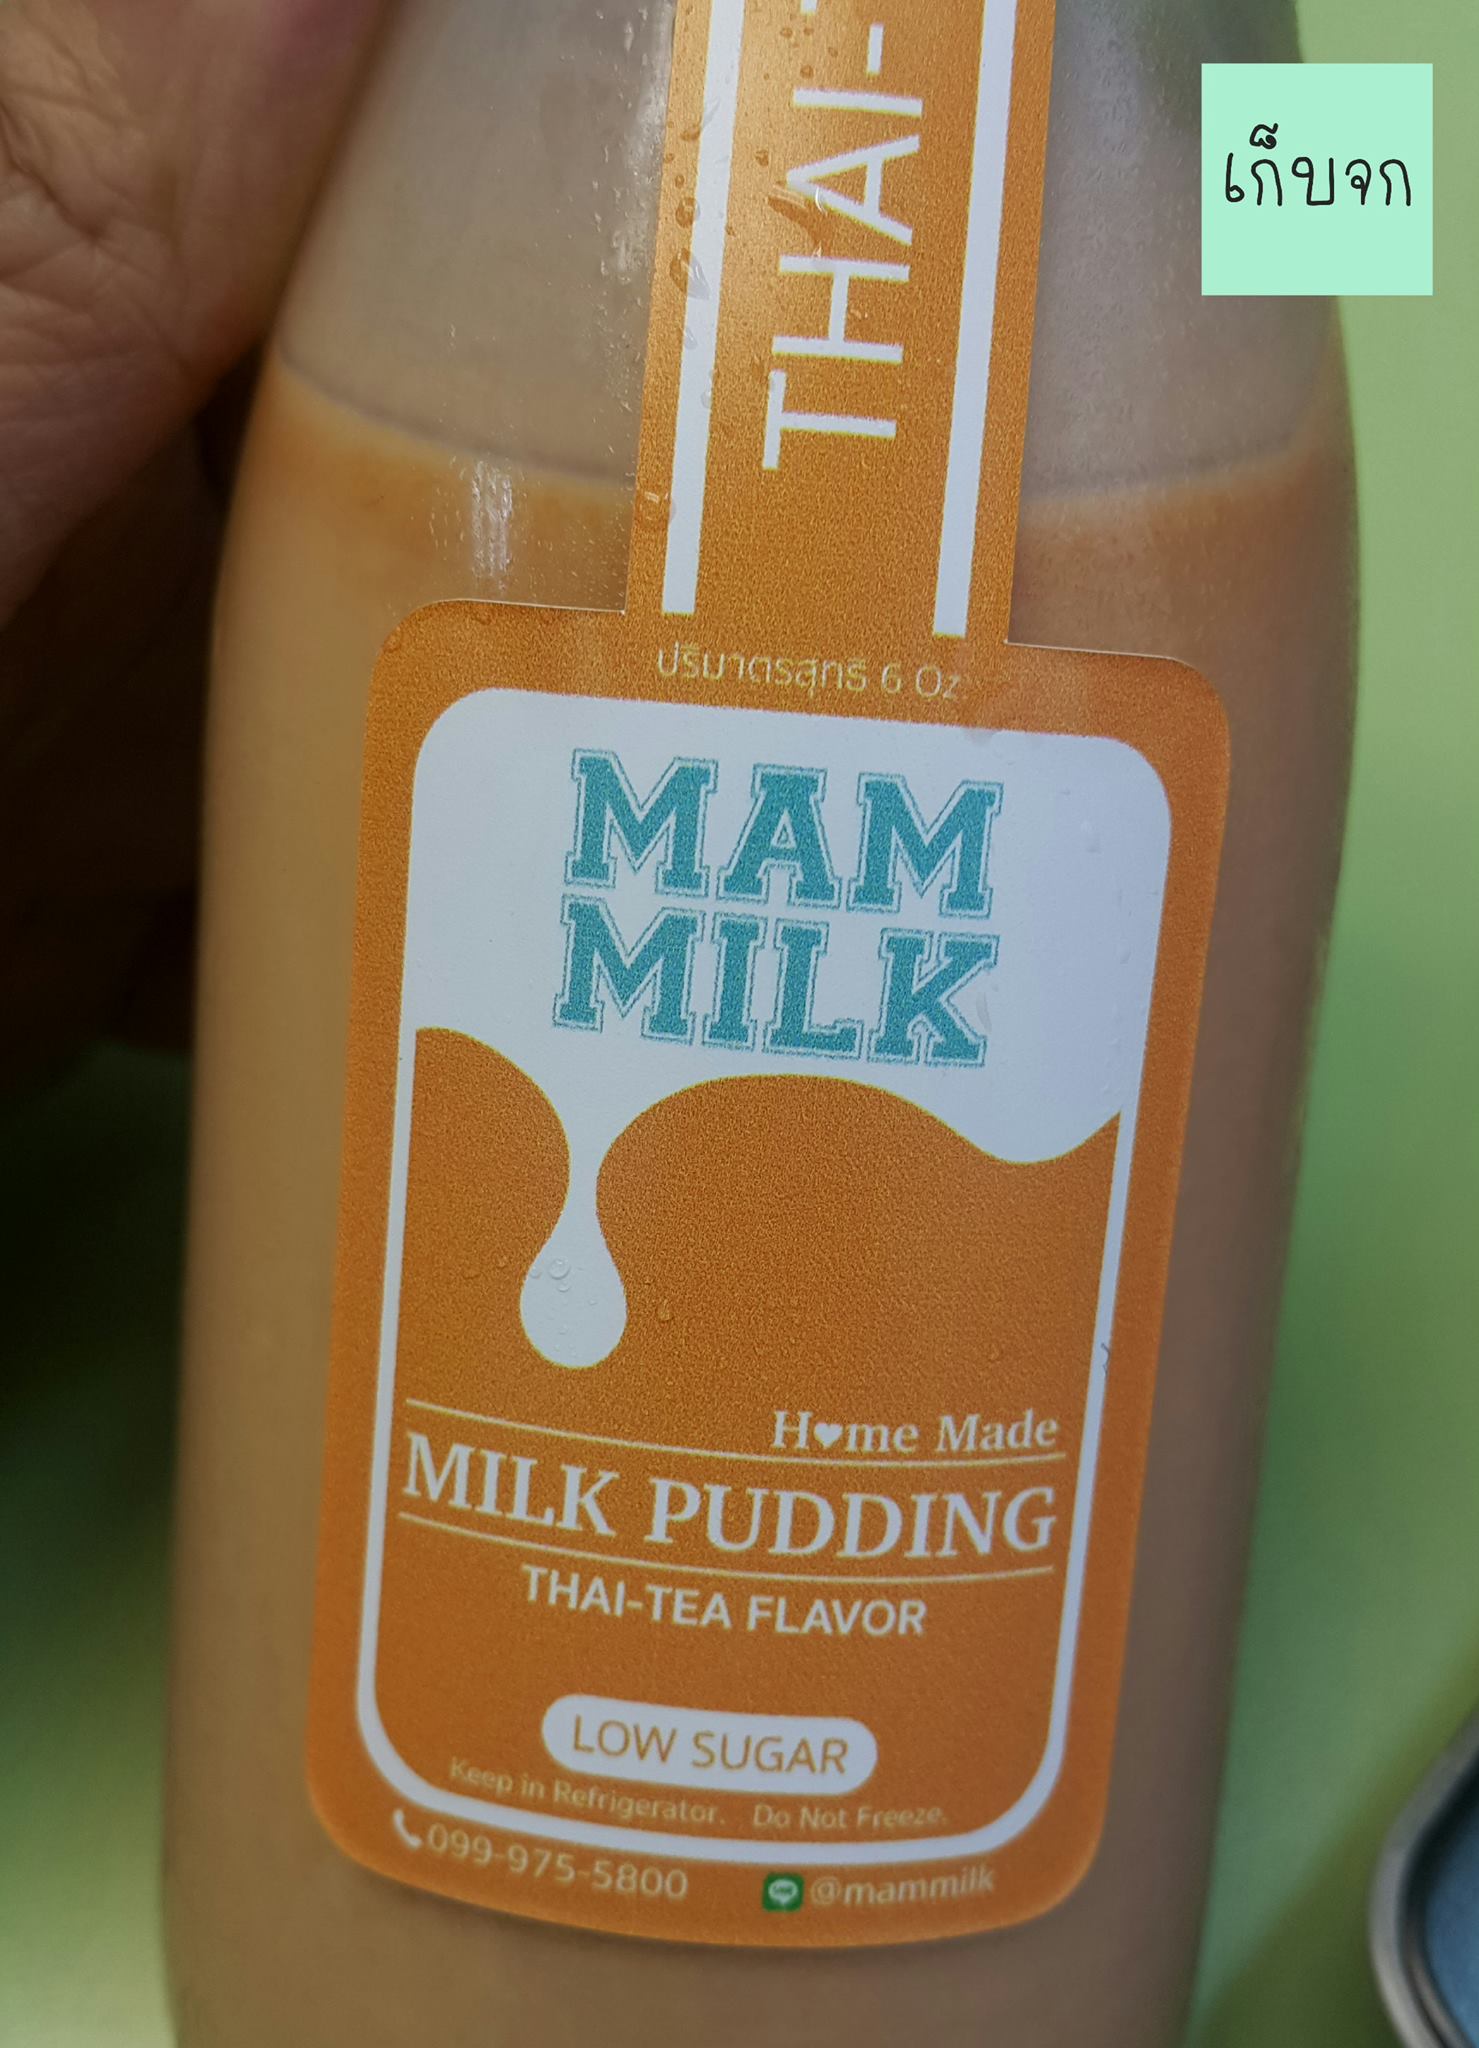 เก็บจก
THAI-
ปริมาตรสุทธิ 6 Oz.
MAM
MILK
H♥me Made
MILK PUDDING
THAI-TEA FLAVOR
LOW SUGAR
Keep in Refrigerator. Do Not Freeze.
099-975-5800 @mammilk